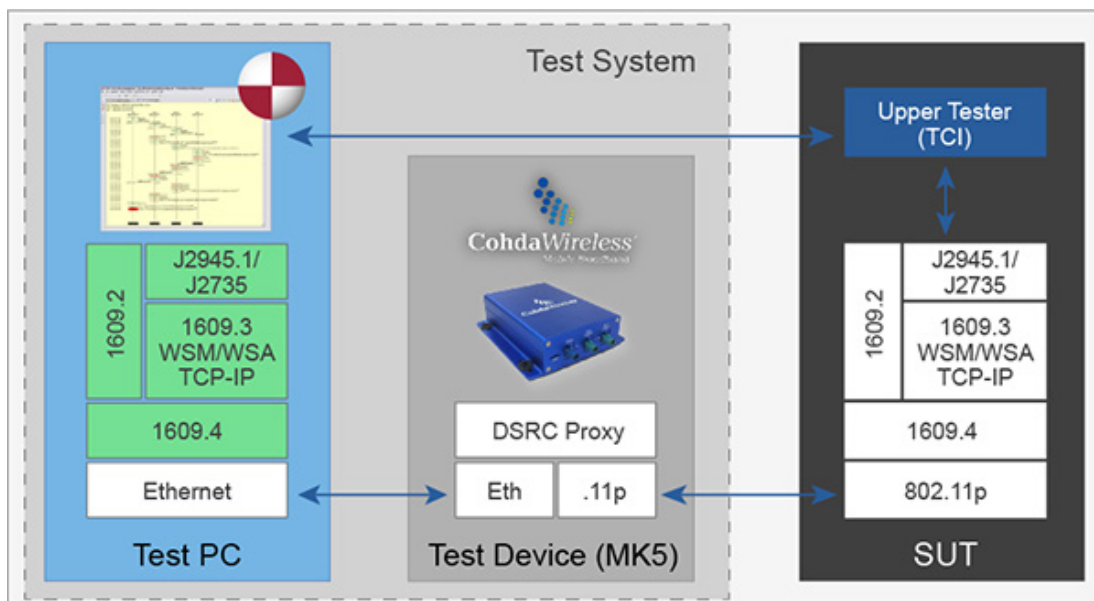 Test System
Upper Tester
(TCI)
CohdaWireless
Mobile Broadband
1609.2
J2945.1/
J2735
1609.3
WSM/WSA
TCP-IP
1609.4
Ethernet
Test PC
DSRC Proxy
Eth
.11p
Test Device (MK5)
1609.2
J2945.1/
J2735
1609.3
WSM/WSA
TCP-IP
1609.4
802.11p
SUT